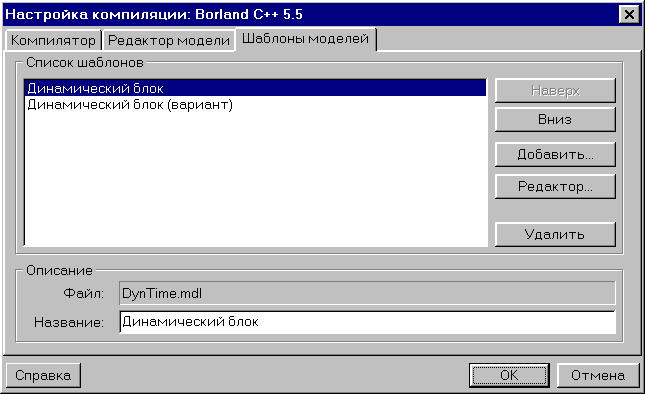 Настройка компиляции: Borland C++ 5.5
Компилятор Редактор модели Шаблоны моделей
Список шаблонов
Динамический блок
Динамический блок (вариант)
Наверх
Вниз
Добавить...
Редактор...
Удалить
Описание
Файл: DynTime.mdl
Название: Динамический блок
Справка OK Отмена